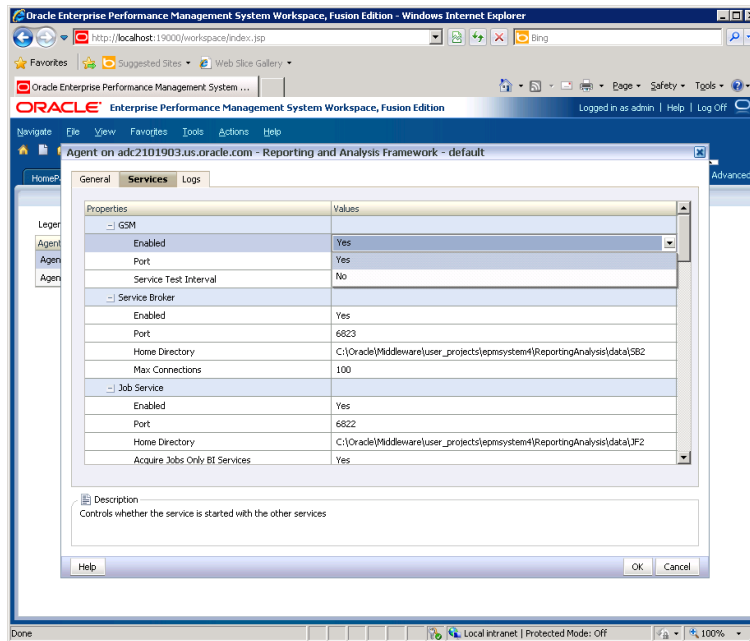 Oracle Enterprise Performance Management System Workspace, Fusion Edition - Windows Internet Explorer
http://localhost:19000/workspace/index.jsp
Bing
Favorites Suggested Sites Web Slice Gallery
Oracle Enterprise Performance Management System ...
Page Safety Tools
ORACLE Enterprise Performance Management System Workspace, Fusion Edition
Logged in as admin | Help | Log Off
Navigate File View Favorites Tools Actions Help
Agent on adc2101903.us.oracle.com - Reporting and Analysis Framework - default
HomeP
Advanced
General Services Logs
Properties Values
GSM
Leger
Enabled Yes
Agent
Port Yes
Agen
Service Test Interval No
Agen
Service Broker
Enabled Yes
Port 6823
Home Directory C:\Oracle\Middleware\user_projects\epmsystem4\ReportingAnalysis\data\SB2
Max Connections 100
Job Service
Enabled Yes
Port 6822
Home Directory C:\Oracle\Middleware\user_projects\epmsystem4\ReportingAnalysis\data\JF2
Acquire Jobs Only BI Services Yes
Description
Controls whether the service is started with the other services
Help OK Cancel
Done Local intranet | Protected Mode: Off 100%